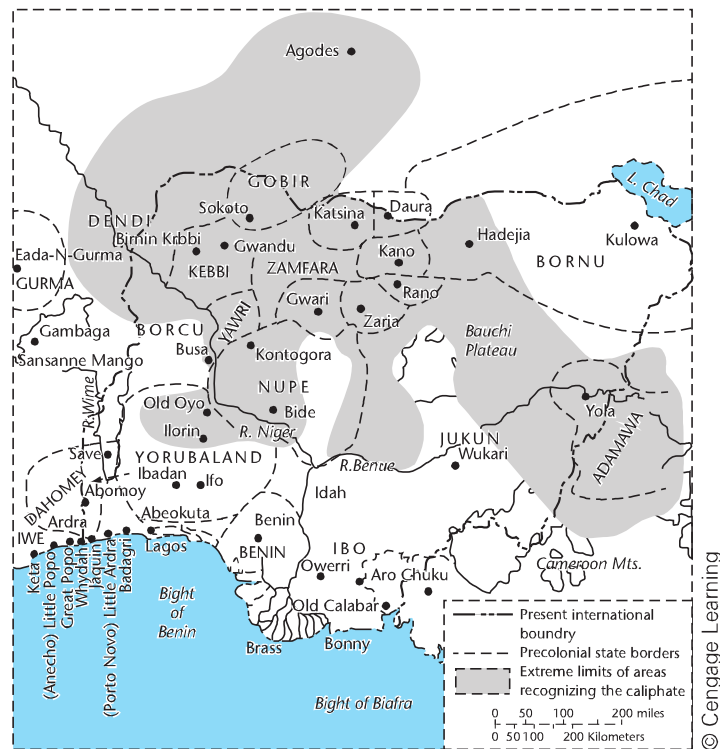 Agodes
L. Chad
GOBIR
Sokoto
Katsina
Daura
DENDI
Birnin Krbbi
Gwandu
Hadejia
Kulowa
Eada-N-Gurma
GURMA
KEBBI
ZAMFARA
Kano
BORNU
Rano
Gwari
YAWRI
Zaria
Gambaga
BORCU
Busa
Kontogora
Bauchi
Plateau
Sansanne Mango
R.Wime
NUPE
Old Oyo
Bide
Yola
ADAMAWA
Ilorin
R. Niger
JUKUN
Save
YORUBALAND
R.Benue
Wukari
Ibadan
Ifo
Idah
DAHOMEY
Abomoy
Ardra
Abeokuta
Benin
IWE
Lagos
BENIN
IBO
Cameroon Mts.
Owerri
Aro Chuku
Keta
(Anecho) Little Popo
Great Popo
Whydah
Jaquin
(Porto Novo) Little Ardra
Badagri
Bight
of
Benin
Old Calabar
Brass
Bonny
Bight of Biafra
Present international
boundry
Precolonial state borders
Extreme limits of areas
recognizing the caliphate
0 50 100 200 miles
0 50 100 200 Kilometers
© Cengage Learning